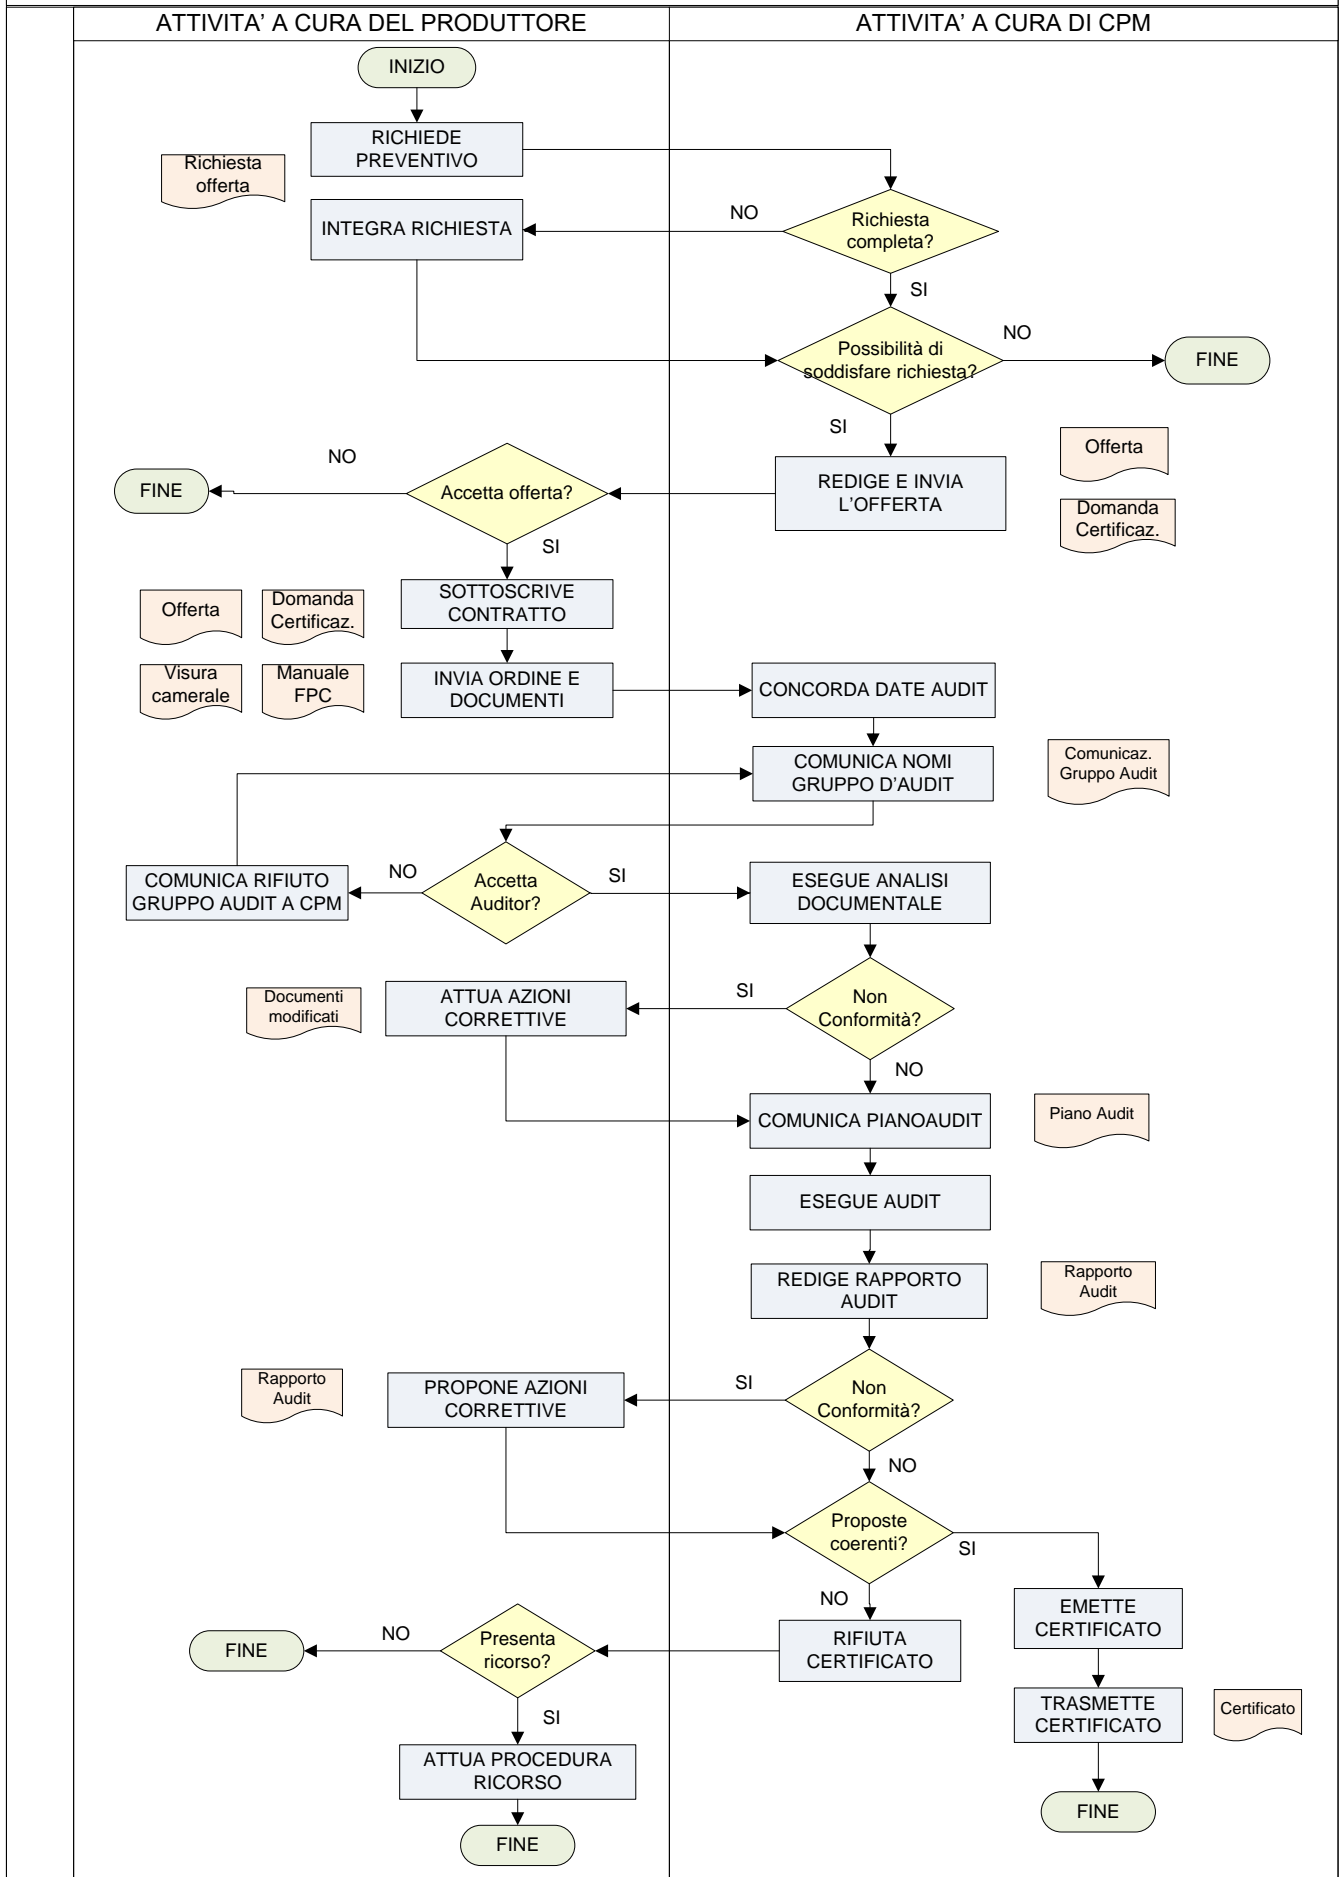 ATTIVITA' A CURA DEL PRODUTTORE
ATTIVITA' A CURA DI CPM
INIZIO
RICHIEDE
PREVENTIVO
Richiesta
offerta
INTEGRA RICHIESTA
NO
Richiesta
completa?
SI
Possibilità di
soddisfare richiesta?
NO
FINE
SI
Offerta
REDIGE E INVIA
L'OFFERTA
Domanda
Certificaz.
NO
Accetta offerta?
FINE
SI
SOTTOSCRIVE
CONTRATTO
Offerta
Domanda
Certificaz.
Visura
camerale
Manuale
FPC
INVIA ORDINE E
DOCUMENTI
CONCORDA DATE AUDIT
COMUNICA NOMI
GRUPPO D'AUDIT
Comunicaz.
Gruppo Audit
COMUNICA RIFIUTO
GRUPPO AUDIT A CPM
NO
Accetta
Auditor?
SI
ESEGUE ANALISI
DOCUMENTALE
Documenti
modificati
ATTUA AZIONI
CORRETTIVE
SI
Non
Conformità?
NO
COMUNICA PIANOAUDIT
Piano Audit
ESEGUE AUDIT
REDIGE RAPPORTO
AUDIT
Rapporto
Audit
Rapporto
Audit
PROPONE AZIONI
CORRETTIVE
SI
Non
Conformità?
NO
Proposte
coerenti?
SI
NO
EMETTE
CERTIFICATO
RIFIUTA
CERTIFICATO
Presenta
ricorso?
NO
FINE
SI
TRASMETTE
CERTIFICATO
Certificato
ATTUA PROCEDURA
RICORSO
FINE
FINE